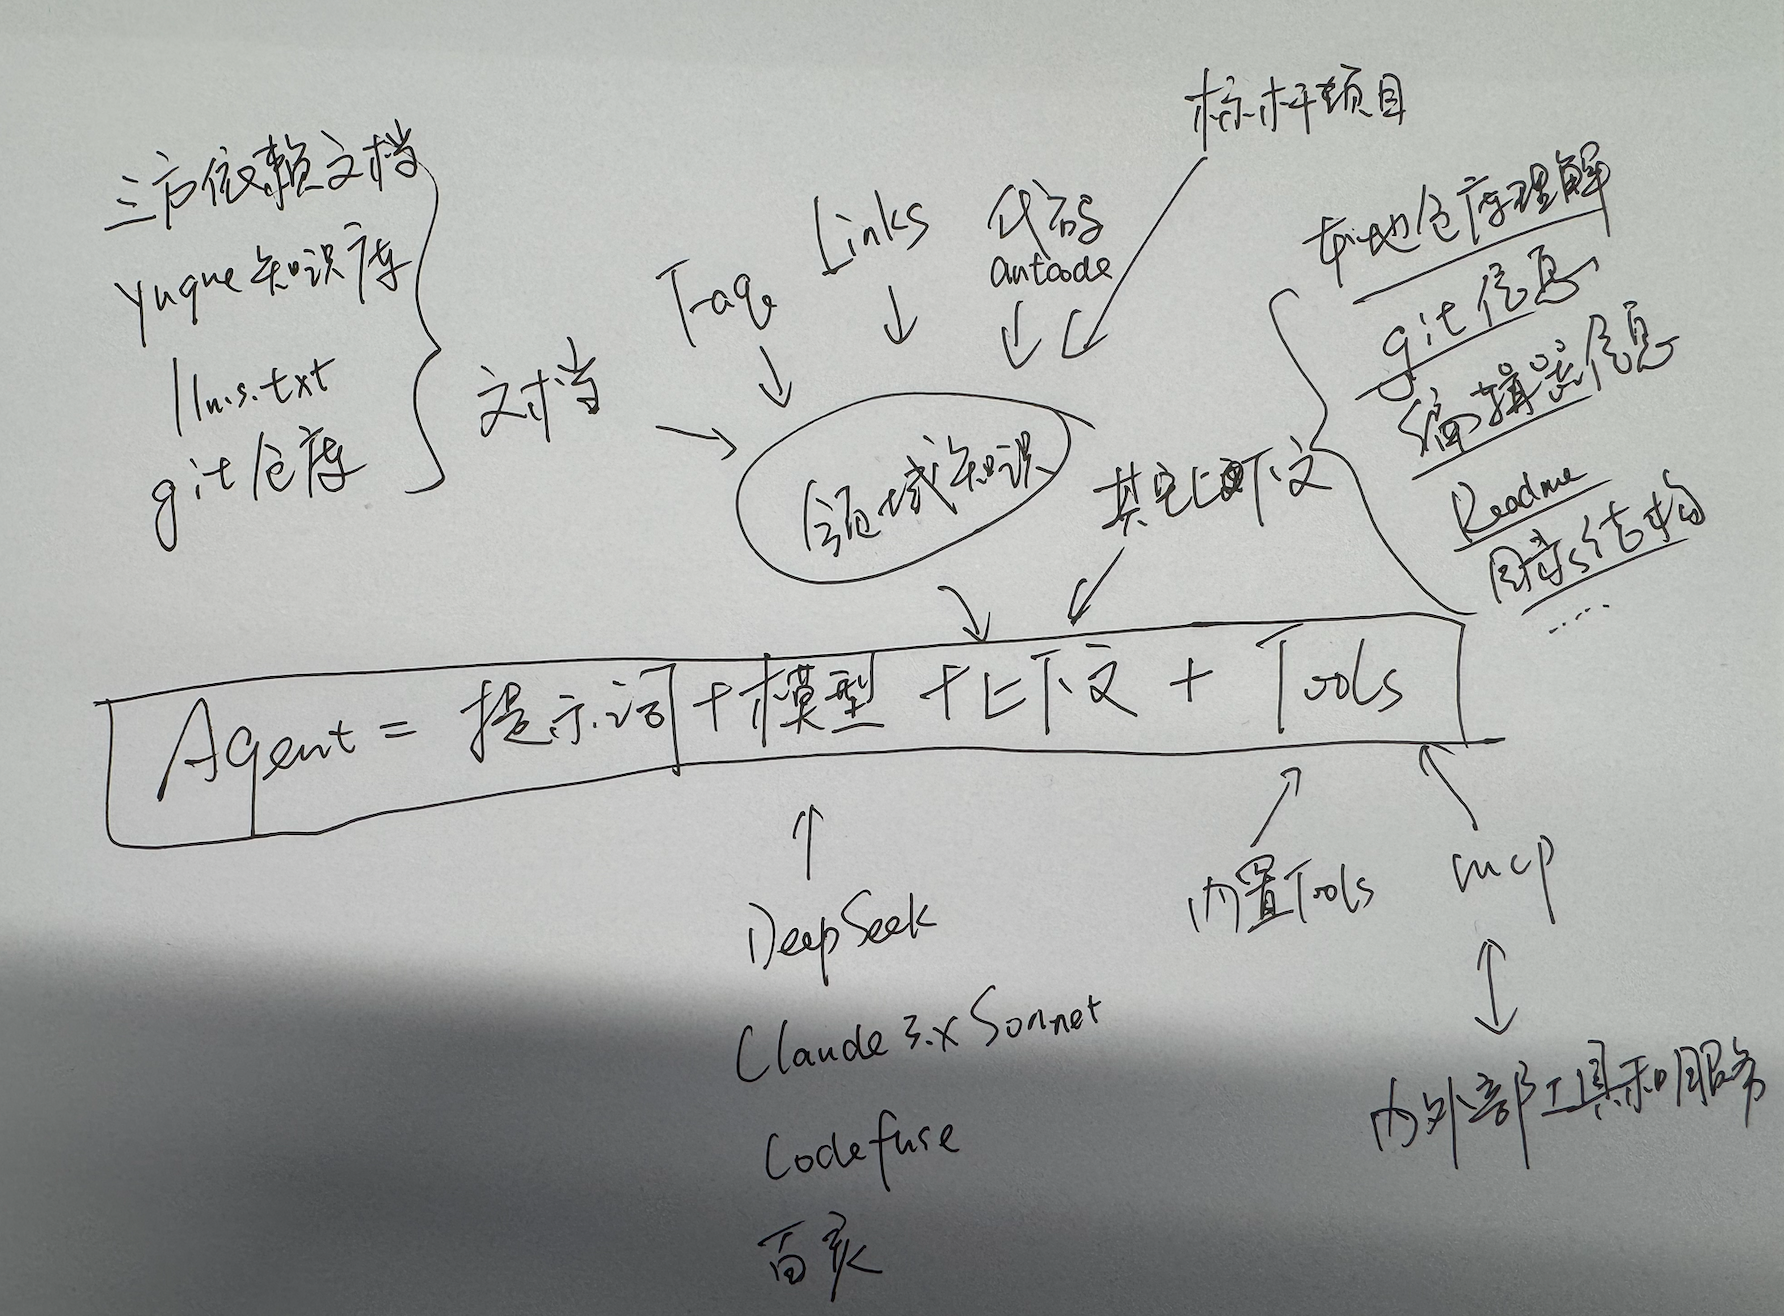 标杆项目
三方依赖文档
yuque知识库
llms.txt
git仓库
文档
Faq
Links
代码
antcode
本地仓库理解
git信息
编辑器信息
Readme
目录结构
....
领域知识
其它上下文
Agent = 提示词 + 模型 + 上下文 + Tools
DeepSeek
Claude 3.x Sonnet
Codefuse
百灵
内置Tools
mcp
内外部工具和服务